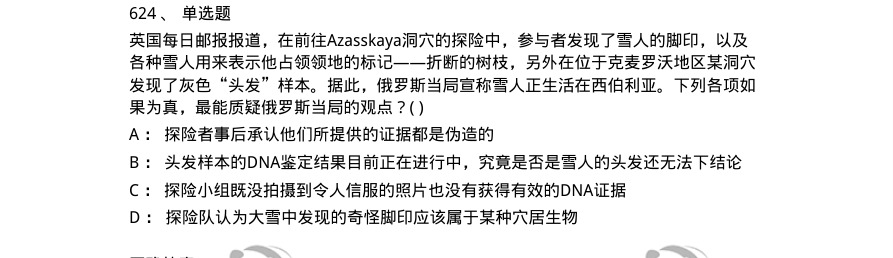 624 、 单选题
英国每日邮报报道，在前往Azasskaya洞穴的探险中，参与者发现了雪人的脚印，以及
各种雪人用来表示他占领领地的标记——折断的树枝，另外在位于克麦罗沃地区某洞穴
发现了灰色“头发”样本。据此，俄罗斯当局宣称雪人正生活在西伯利亚。下列各项如
果为真，最能质疑俄罗斯当局的观点？( )
A ： 探险者事后承认他们所提供的证据都是伪造的
B ： 头发样本的DNA鉴定结果目前正在进行中，究竟是否是雪人的头发还无法下结论
C ： 探险小组既没拍摄到令人信服的照片也没有获得有效的DNA证据
D ： 探险队认为大雪中发现的奇怪脚印应该属于某种穴居生物